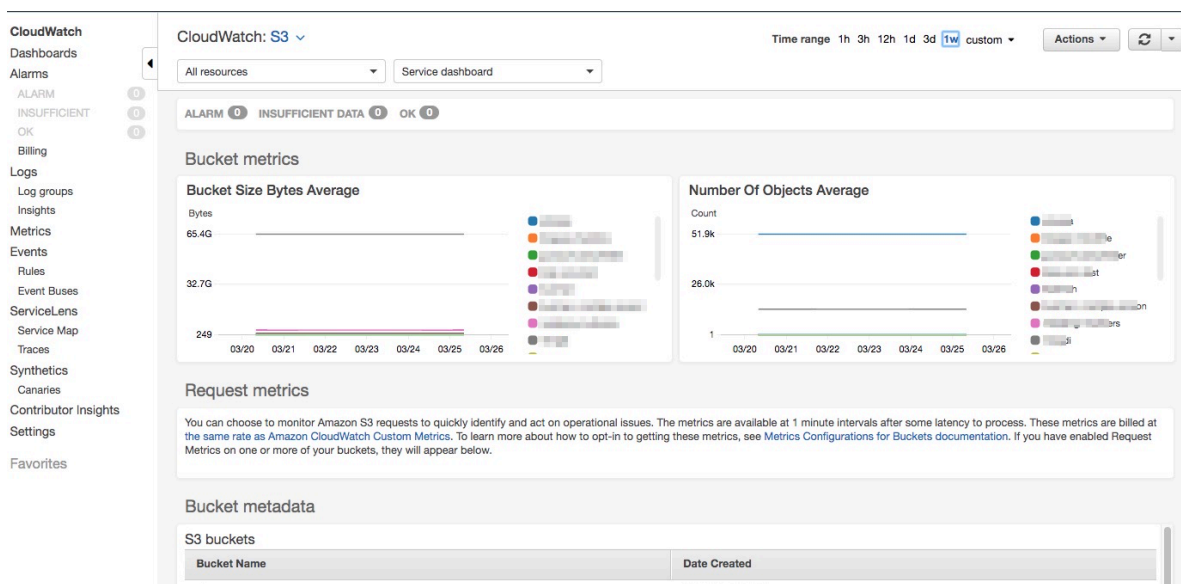 CloudWatch
Dashboards
Alarms
ALARM 0
INSUFFICIENT 0
OK 0
Billing
Logs
Log groups
Insights
Metrics
Events
Rules
Event Buses
ServiceLens
Service Map
Traces
Synthetics
Canaries
Contributor Insights
Settings
Favorites
CloudWatch: S3
Time range 1h 3h 12h 1d 3d 1w custom
Actions
All resources
Service dashboard
ALARM 0 INSUFFICIENT DATA 0 OK 0
Bucket metrics
Bucket Size Bytes Average
Bytes
65.4G
32.7G
249
03/20 03/21 03/22 03/23 03/24 03/25 03/26
Number Of Objects Average
Count
51.9k
26.0k
1
03/20 03/21 03/22 03/23 03/24 03/25 03/26
Request metrics
You can choose to monitor Amazon S3 requests to quickly identify and act on operational issues. The metrics are available at 1 minute intervals after some latency to process. These metrics are billed at
the same rate as Amazon CloudWatch Custom Metrics. To learn more about how to opt-in to getting these metrics, see Metrics Configurations for Buckets documentation. If you have enabled Request
Metrics on one or more of your buckets, they will appear below.
Bucket metadata
S3 buckets
Bucket Name
Date Created